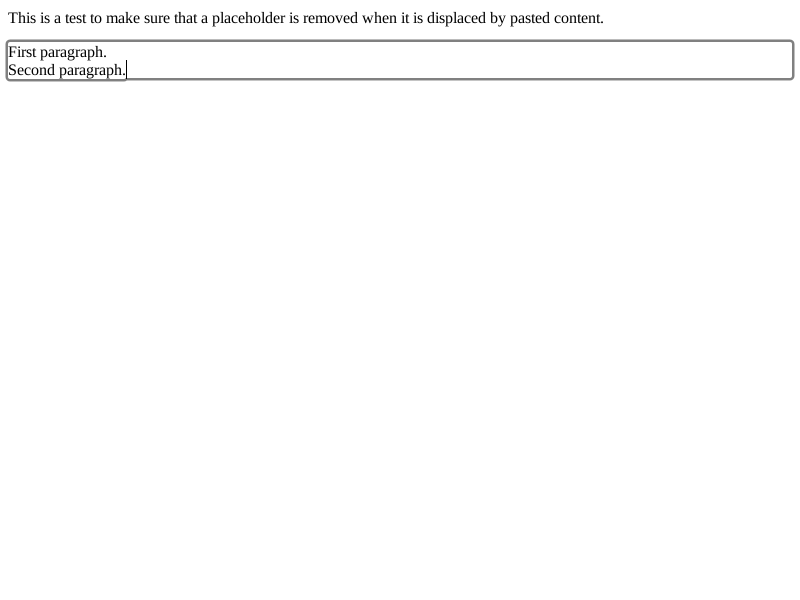 This is a test to make sure that a placeholder is removed when it is displaced by pasted content.
First paragraph.
Second paragraph.